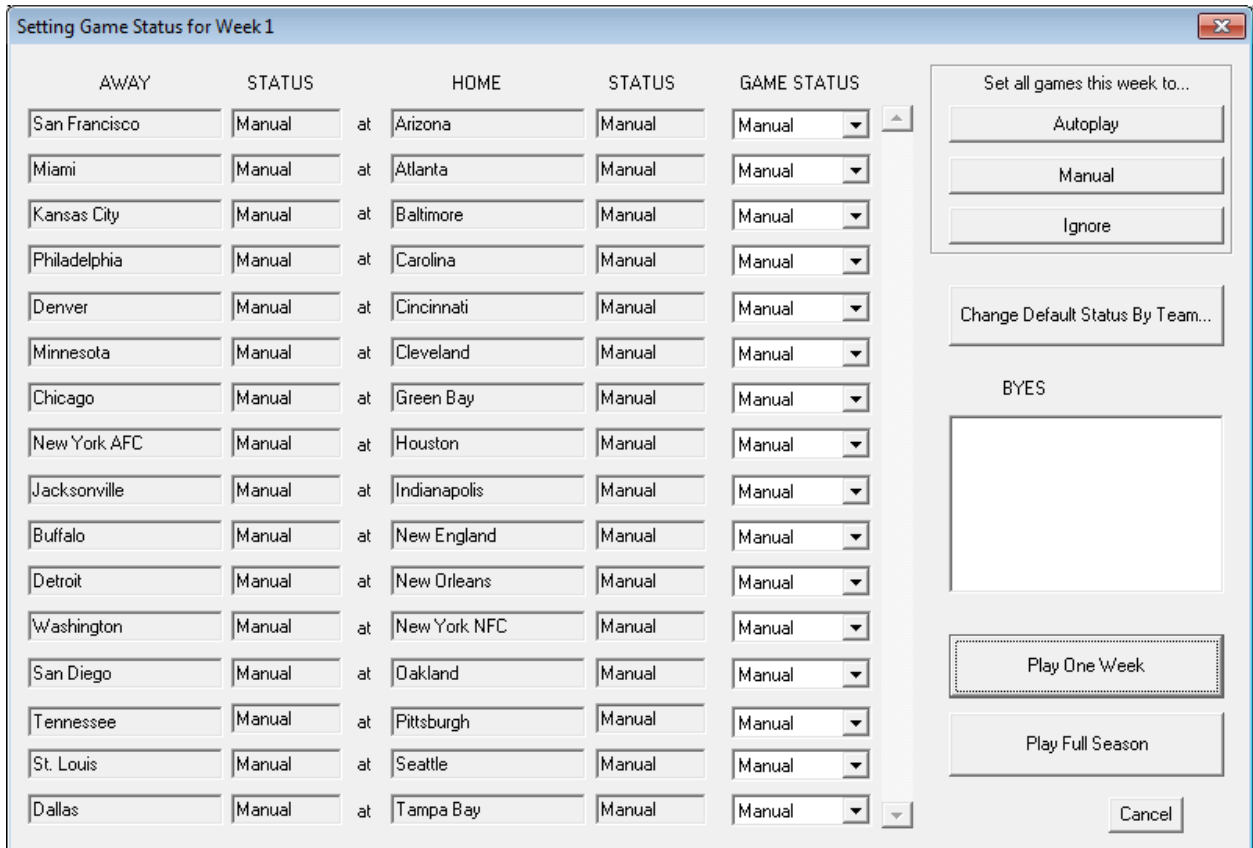 Setting Game Status for Week 1
AWAY STATUS HOME STATUS GAME STATUS
San Francisco Manual at Arizona Manual Manual
Miami Manual at Atlanta Manual Manual
Kansas City Manual at Baltimore Manual Manual
Philadelphia Manual at Carolina Manual Manual
Denver Manual at Cincinnati Manual Manual
Minnesota Manual at Cleveland Manual Manual
Chicago Manual at Green Bay Manual Manual
New York AFC Manual at Houston Manual Manual
Jacksonville Manual at Indianapolis Manual Manual
Buffalo Manual at New England Manual Manual
Detroit Manual at New Orleans Manual Manual
Washington Manual at New York NFC Manual Manual
San Diego Manual at Oakland Manual Manual
Tennessee Manual at Pittsburgh Manual Manual
St. Louis Manual at Seattle Manual Manual
Dallas Manual at Tampa Bay Manual Manual
Set all games this week to...
Autoplay
Manual
Ignore
Change Default Status By Team...
BYES
Play One Week
Play Full Season
Cancel